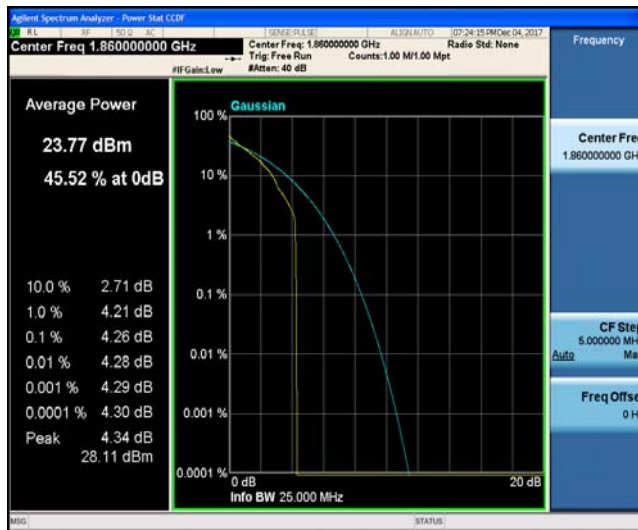 Agilent Spectrum Analyzer - Power Stat CCDF
RL RF 50 Ω AC SENSE:PULSE ALIGNAUTO 07:24:15 PM Dec 04, 2017
Center Freq 1.860000000 GHz
Center Freq: 1.860000000 GHz Radio Std: None
Trig: Free Run Counts:1.00 M/1.00 Mpt
#IFGain:Low #Atten: 40 dB
Frequency
Average Power
23.77 dBm
45.52 % at 0dB
10.0 % 2.71 dB
1.0 % 4.21 dB
0.1 % 4.26 dB
0.01 % 4.28 dB
0.001 % 4.29 dB
0.0001 % 4.30 dB
Peak 4.34 dB
28.11 dBm
Gaussian
100 %
10 %
1 %
0.1 %
0.01 %
0.001 %
0.0001 %
0 dB 20 dB
Info BW 25.000 MHz
Center Fre
1.860000000 GH
CF Step
5.000000 MH
Auto Ma
Freq Offse
0 H
MSG STATUS